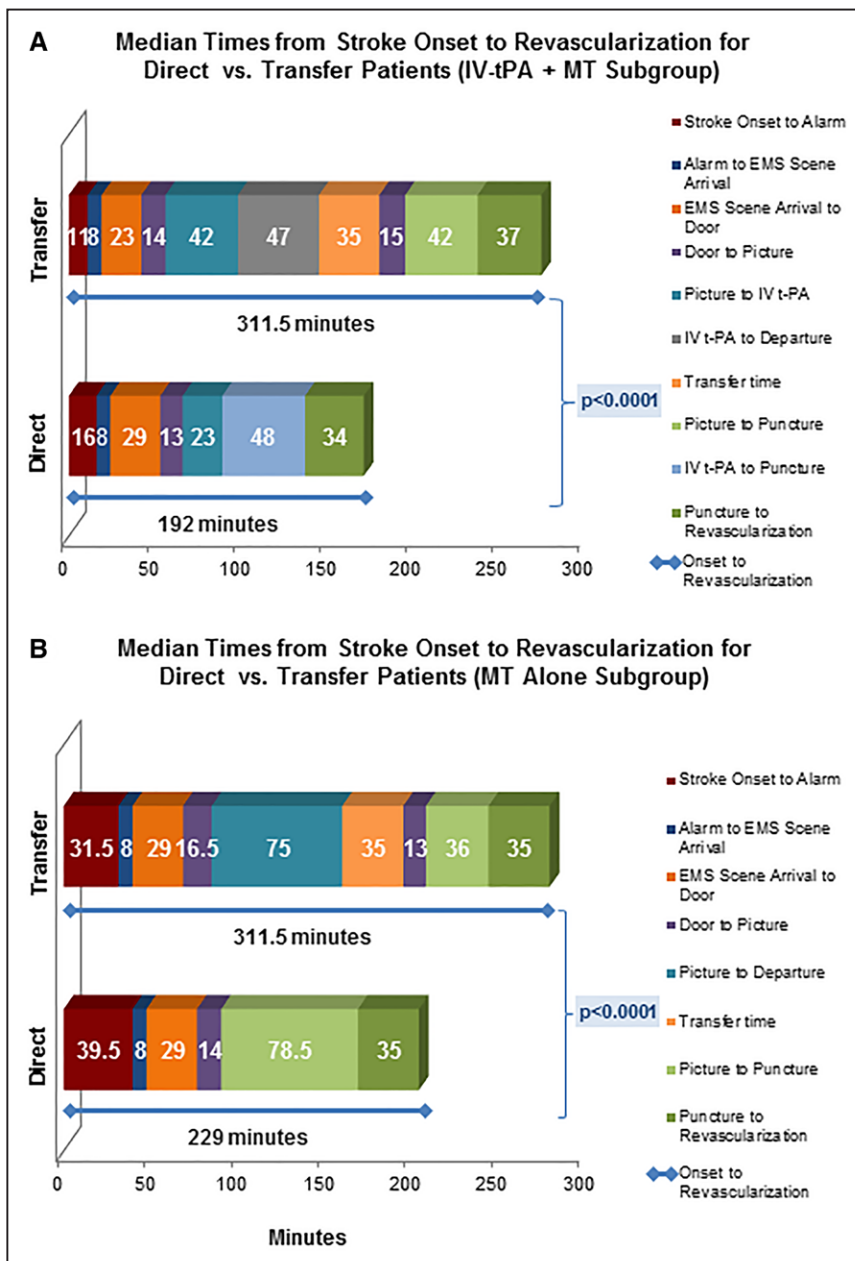 A
Median Times from Stroke Onset to Revascularization for
Direct vs. Transfer Patients (IV-tPA + MT Subgroup)
Transfer
11 8 23 14 42 47 35 15 42 37
311.5 minutes
Direct
16 8 29 13 23 48 34
192 minutes
p<0.0001
0 50 100 150 200 250 300
Stroke Onset to Alarm
Alarm to EMS Scene
Arrival
EMS Scene Arrival to
Door
Door to Picture
Picture to IV t-PA
IV t-PA to Departure
Transfer time
Picture to Puncture
IV t-PA to Puncture
Puncture to
Revascularization
Onset to
Revascularization
B
Median Times from Stroke Onset to Revascularization for
Direct vs. Transfer Patients (MT Alone Subgroup)
Transfer
31.5 8 29 16.5 75 35 13 36 35
311.5 minutes
Direct
39.5 8 29 14 78.5 35
229 minutes
p<0.0001
0 50 100 150 200 250 300
Minutes
Stroke Onset to Alarm
Alarm to EMS Scene
Arrival
EMS Scene Arrival to
Door
Door to Picture
Picture to Departure
Transfer time
Picture to Puncture
Puncture to
Revascularization
Onset to
Revascularization